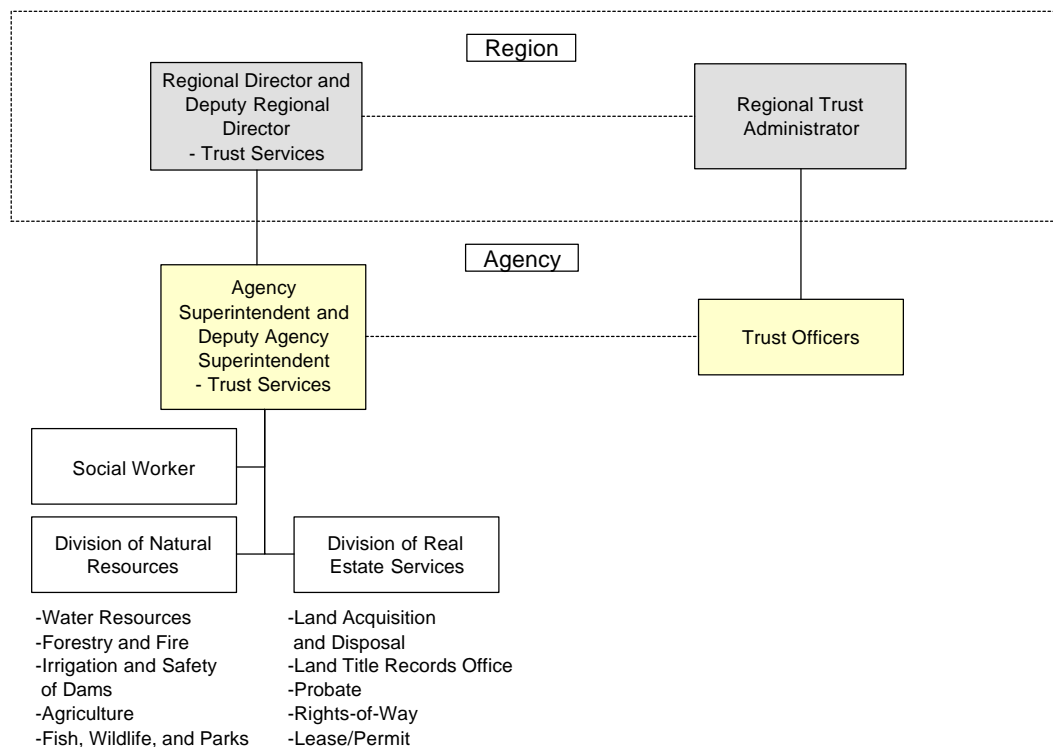 Region
Regional Director and
Deputy Regional
Director
- Trust Services
Regional Trust
Administrator
Agency
Agency
Superintendent and
Deputy Agency
Superintendent
- Trust Services
Trust Officers
Social Worker
Division of Natural
Resources
Division of Real
Estate Services
-Water Resources
-Forestry and Fire
-Irrigation and Safety
of Dams
-Agriculture
-Fish, Wildlife, and Parks
-Land Acquisition
and Disposal
-Land Title Records Office
-Probate
-Rights-of-Way
-Lease/Permit